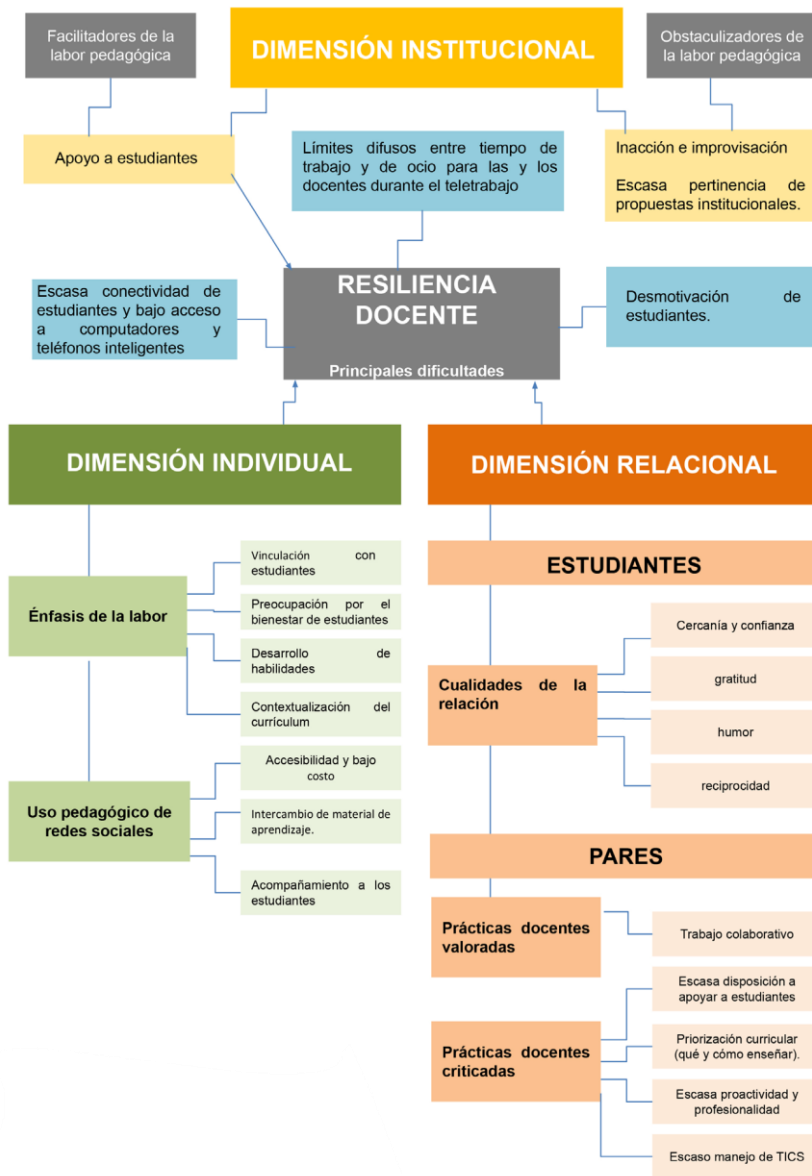 Facilitadores de la
labor pedagógica
DIMENSIÓN INSTITUCIONAL
Obstaculizadores de
la labor pedagógica
Apoyo a estudiantes
Límites difusos entre tiempo de
trabajo y de ocio para las y los
docentes durante el teletrabajo
Inacción e improvisación
Escasa pertinencia de
propuestas institucionales.
Escasa conectividad de
estudiantes y bajo acceso
a computadores y
teléfonos inteligentes
RESILIENCIA
DOCENTE
Principales dificultades
Desmotivación de
estudiantes.
DIMENSIÓN INDIVIDUAL
Énfasis de la labor
Vinculación con
estudiantes
Preocupación por el
bienestar de estudiantes
Desarrollo de
habilidades
Contextualización del
currículum
Uso pedagógico de
redes sociales
Accesibilidad y bajo
costo
Intercambio de material de
aprendizaje.
Acompañamiento a los
estudiantes
DIMENSIÓN RELACIONAL
ESTUDIANTES
Cualidades de la
relación
Cercanía y confianza
gratitud
humor
reciprocidad
PARES
Prácticas docentes
valoradas
Trabajo colaborativo
Prácticas docentes
criticadas
Escasa disposición a
apoyar a estudiantes
Priorización curricular
(qué y cómo enseñar).
Escasa proactividad y
profesionalidad
Escaso manejo de TICS